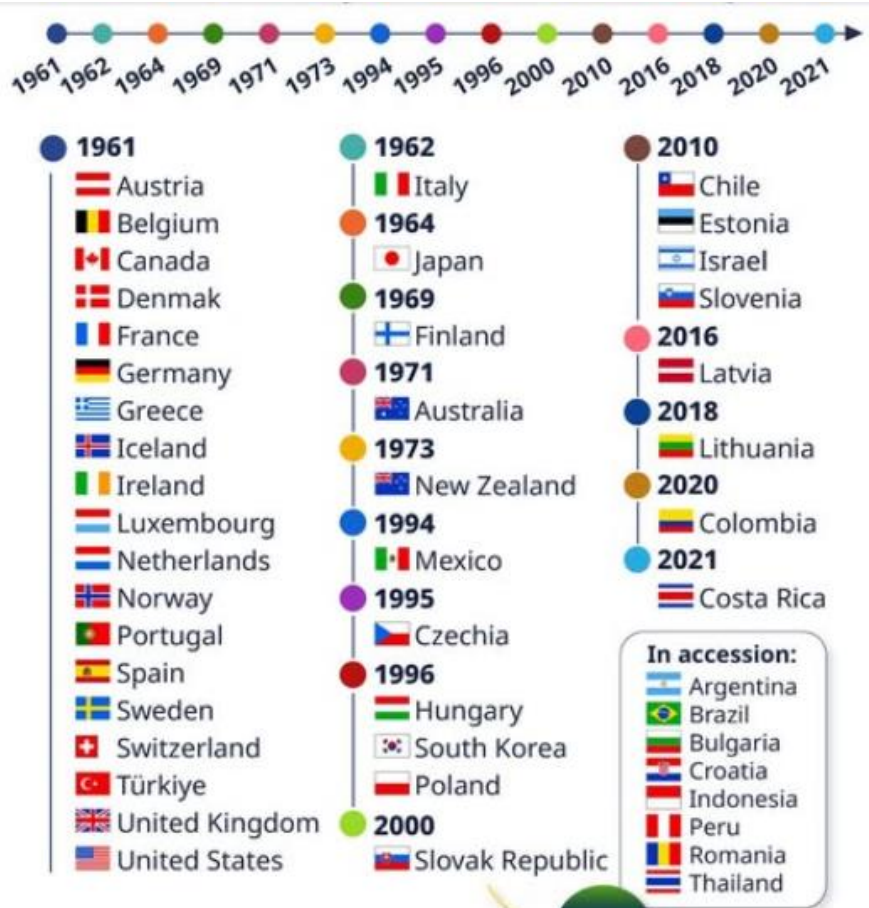 1961 1962 1964 1969 1971 1973 1994 1995 1996 2000 2010 2016 2018 2020 2021
1961
Austria
Belgium
Canada
Denmak
France
Germany
Greece
Iceland
Ireland
Luxembourg
Netherlands
Norway
Portugal
Spain
Sweden
Switzerland
Türkiye
United Kingdom
United States
1962
Italy
1964
Japan
1969
Finland
1971
Australia
1973
New Zealand
1994
Mexico
1995
Czechia
1996
Hungary
South Korea
Poland
2000
Slovak Republic
2010
Chile
Estonia
Israel
Slovenia
2016
Latvia
2018
Lithuania
2020
Colombia
2021
Costa Rica
In accession:
Argentina
Brazil
Bulgaria
Croatia
Indonesia
Peru
Romania
Thailand